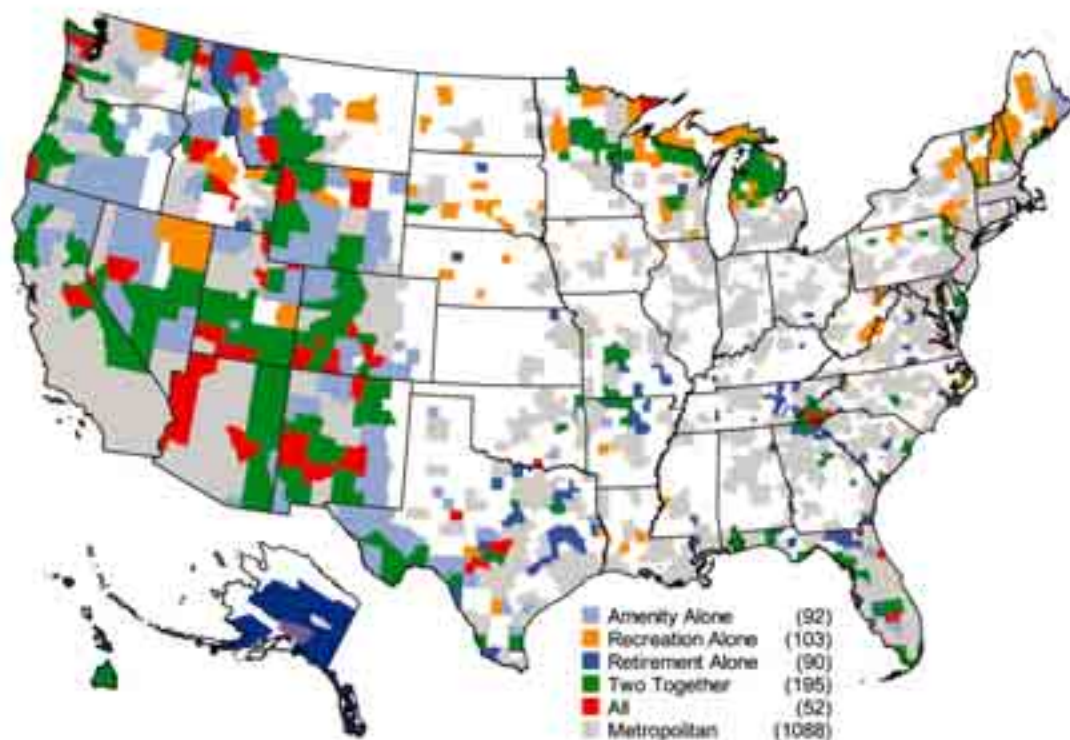 Amenity Alone (92)
Recreation Alone (103)
Retirement Alone (90)
Two Together (195)
All (52)
Metropolitan (1088)